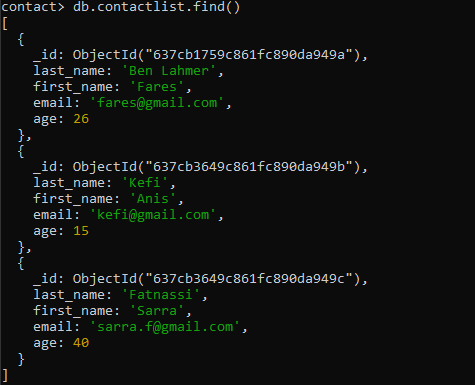 contact> db.contactlist.find()
[
  {
    _id: ObjectId("637cb1759c861fc890da949a"),
    last_name: 'Ben Lahmer',
    first_name: 'Fares',
    email: 'fares@gmail.com',
    age: 26
  },
  {
    _id: ObjectId("637cb3649c861fc890da949b"),
    last_name: 'Kefi',
    first_name: 'Anis',
    email: 'kefi@gmail.com',
    age: 15
  },
  {
    _id: ObjectId("637cb3649c861fc890da949c"),
    last_name: 'Fatnassi',
    first_name: 'Sarra',
    email: 'sarra.f@gmail.com',
    age: 40
  }
]